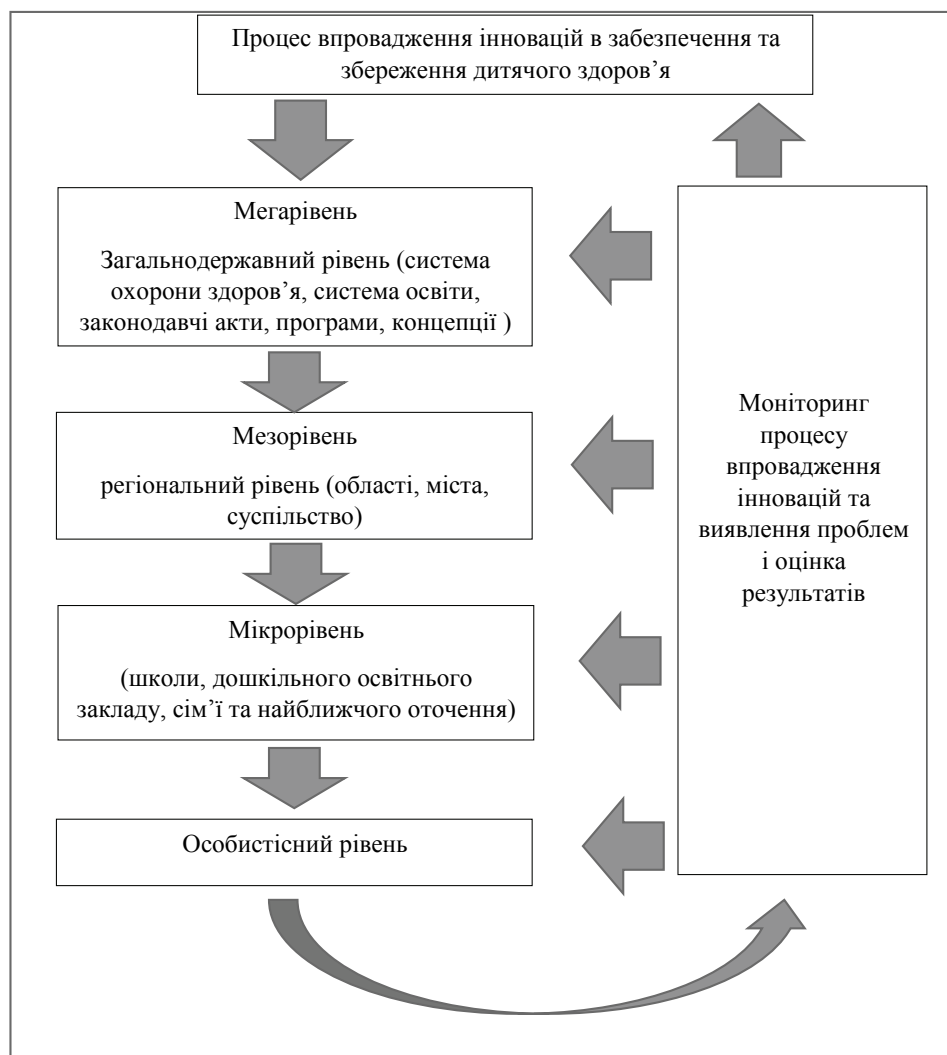 Процес впровадження інновацій в забезпечення та
збереження дитячого здоров’я
Мегарівень
Загальнодержавний рівень (система
охорони здоров’я, система освіти,
законодавчі акти, програми, концепції )
Мезорівень
регіональний рівень (області, міста,
суспільство)
Мікрорівень
(школи, дошкільного освітнього
закладу, сім’ї та найближчого оточення)
Особистісний рівень
Моніторинг
процесу
впровадження
інновацій та
виявлення проблем
і оцінка
результатів